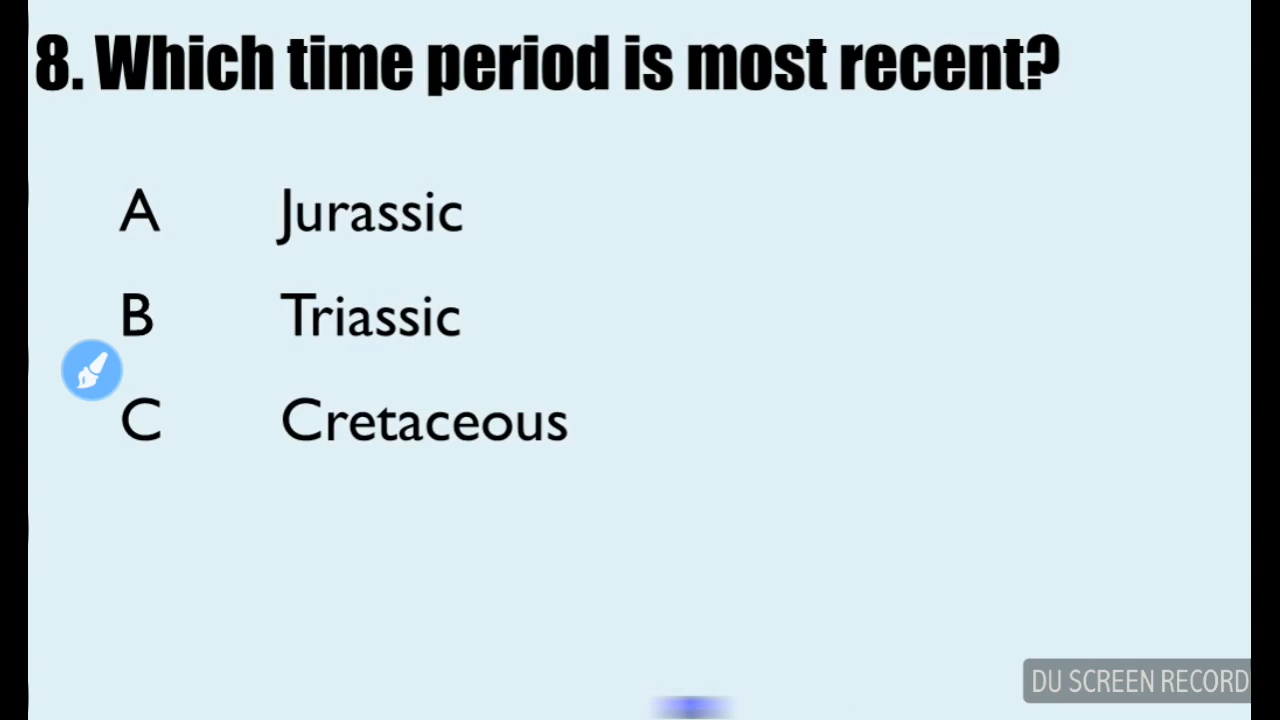 8. Which time period is most recent?
A Jurassic
B Triassic
C Cretaceous
DU SCREEN RECORD